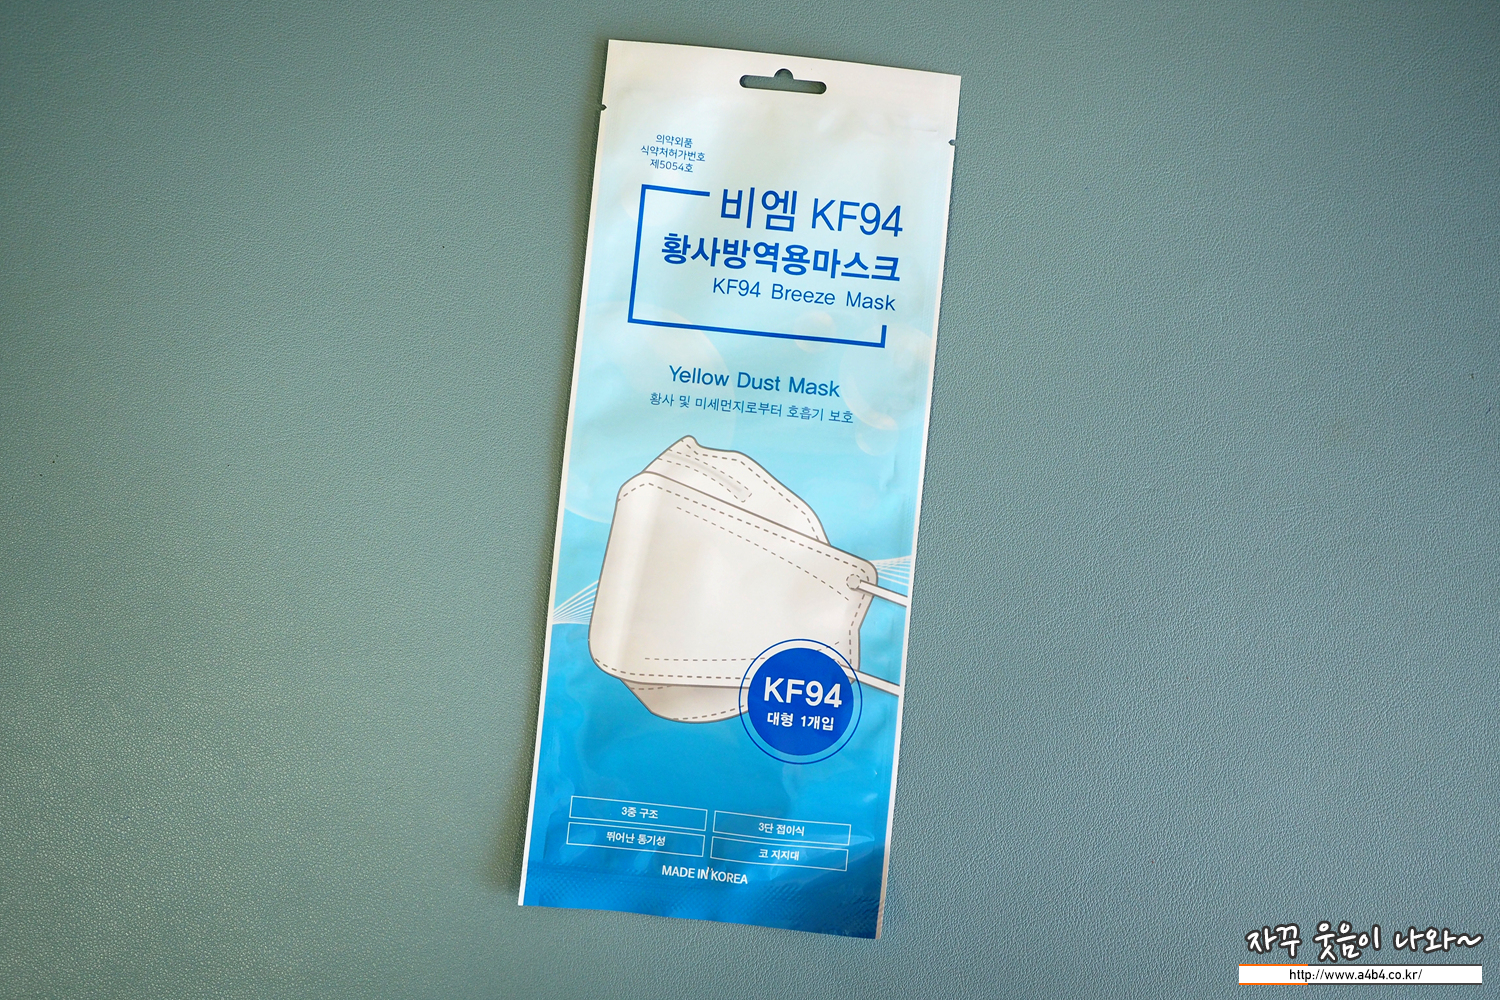 의약외품
식약처허가번호
제5054호
비엠 KF94
황사방역용마스크
KF94 Breeze Mask
Yellow Dust Mask
황사 및 미세먼지로부터 호흡기 보호
KF94
대형 1개입
3중 구조
3단 접이식
뛰어난 통기성
코 지지대
MADE IN KOREA
자꾸 웃음이 나와~
http://www.a4b4.co.kr/